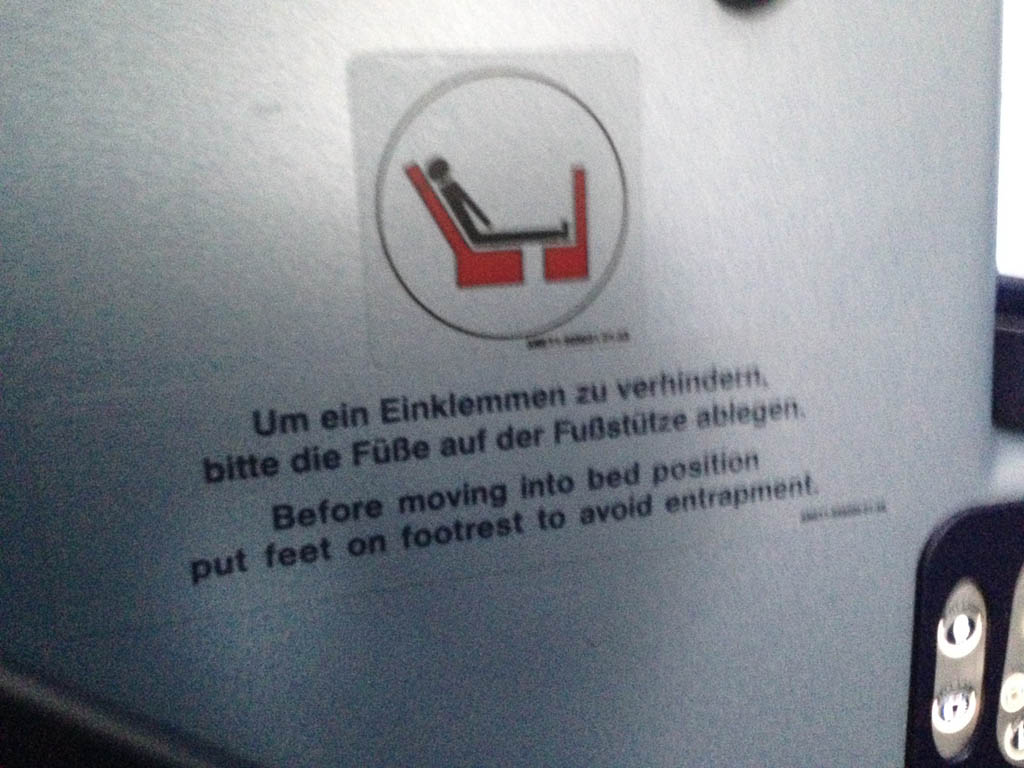 Um ein Einklemmen zu verhindern,
bitte die Füße auf der Fußstütze ablegen.
Before moving into bed position
put feet on footrest to avoid entrapment.